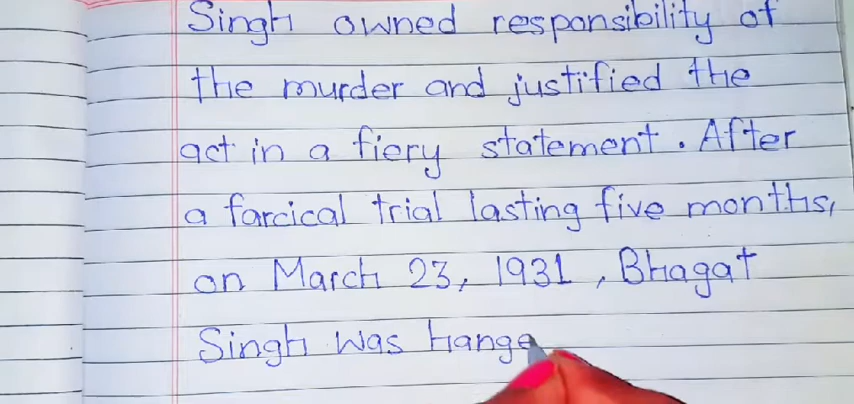 Singh owned responsibility of
the murder and justified the
act in a fiery statement. After
a farcical trial lasting five months,
on March 23, 1931, Bhagat
Singh was hange